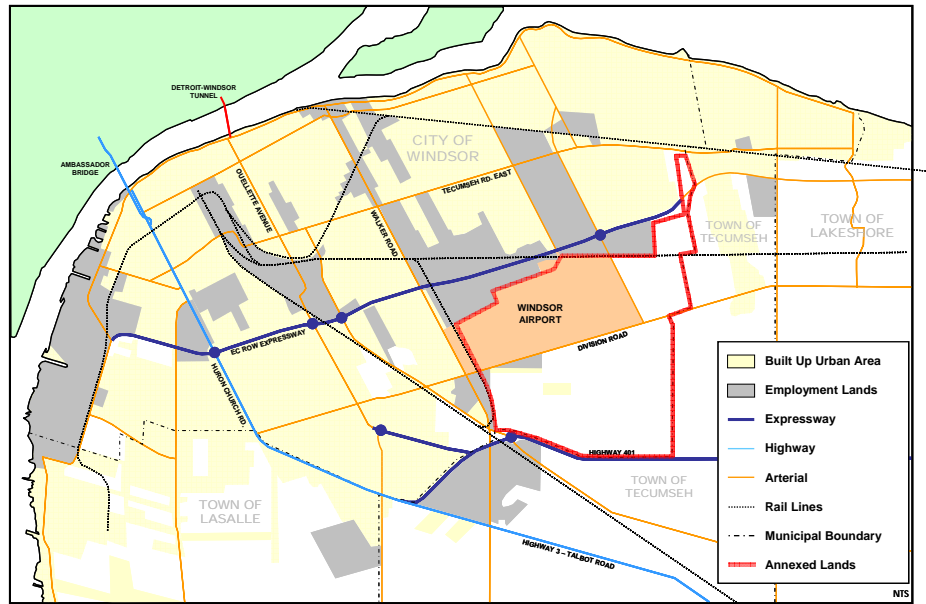 DETROIT-WINDSOR
TUNNEL
CITY OF
WINDSOR
AMBASSADOR
BRIDGE
OUELLETTE AVENUE
TECUMSEH RD. EAST
WALKER ROAD
TOWN OF
TECUMSEH
TOWN OF
LAKESHORE
WINDSOR
AIRPORT
EC ROW EXPRESSWAY
DIVISION ROAD
HURON CHURCH RD.
HIGHWAY 401
TOWN OF
TECUMSEH
TOWN OF
LASALLE
HIGHWAY 3 – TALBOT ROAD
Built Up Urban Area
Employment Lands
Expressway
Highway
Arterial
Rail Lines
Municipal Boundary
Annexed Lands
NTS